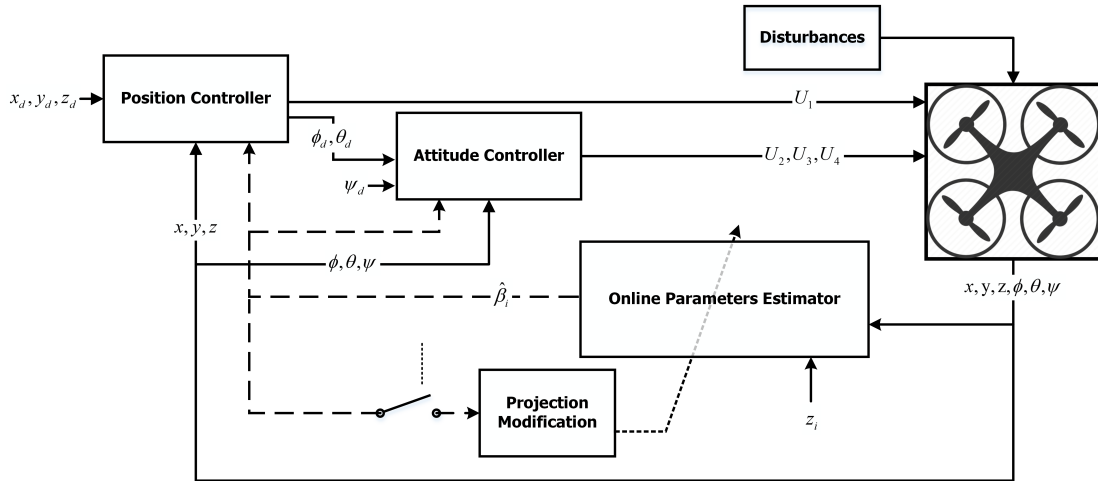 Disturbances
x_d, y_d, z_d
Position Controller
U_1
ϕ_d, θ_d
Attitude Controller
U_2, U_3, U_4
ψ_d
x, y, z
ϕ, θ, ψ
x, y, z, ϕ, θ, ψ
β̂_i
Online Parameters Estimator
Projection
Modification
z_i